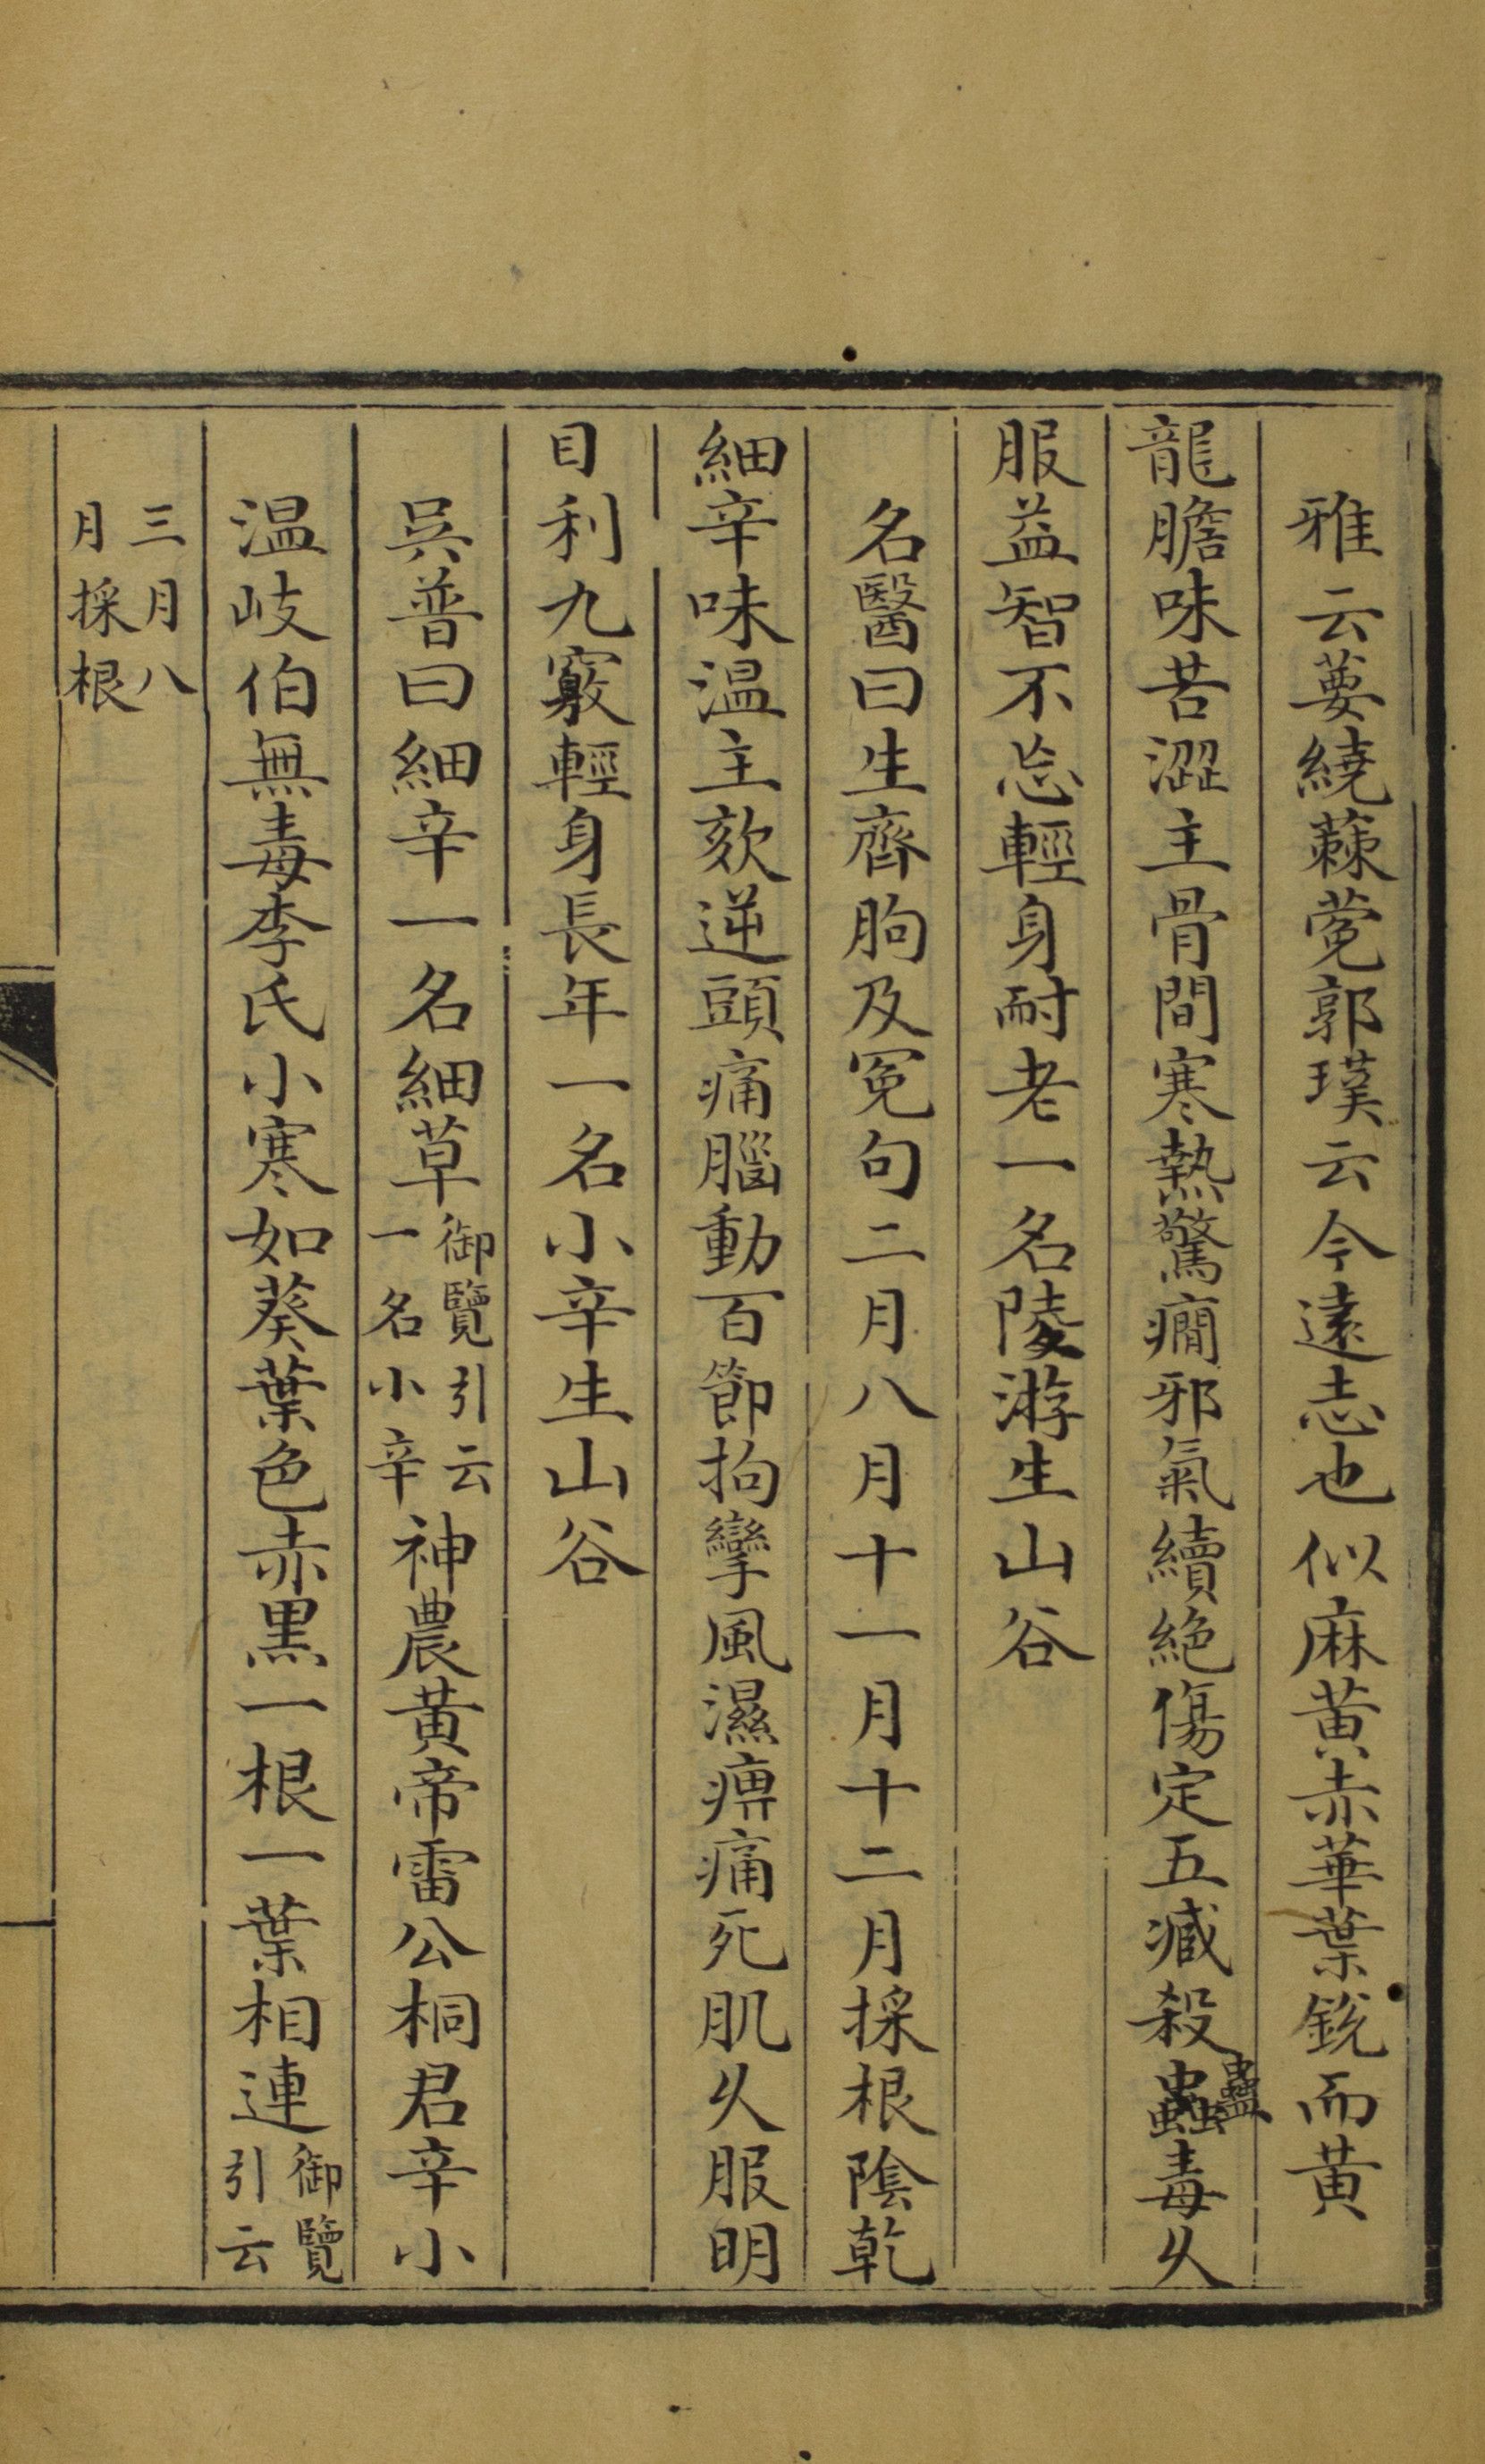 雅云葽繞蕀蒬郭璞云今遠志也似麻黃赤華葉銳而黃
龍膽味苦澀主骨間寒熱驚癇邪氣續絕傷定五臧殺蟲蠱毒久
服益智不忘輕身耐老一名陵游生山谷
名醫曰生齊朐及冤句二月八月十一月十二月採根陰乾
細辛味温主欬逆頭痛腦動百節拘攣風濕痹痛死肌久服明
目利九竅輕身長年一名小辛生山谷
吳普曰細辛一名細草御覽引云一名小辛神農黃帝雷公桐君辛小
温岐伯無毒李氏小寒如葵葉色赤黑一根一葉相連御覽引云
三月八月採根